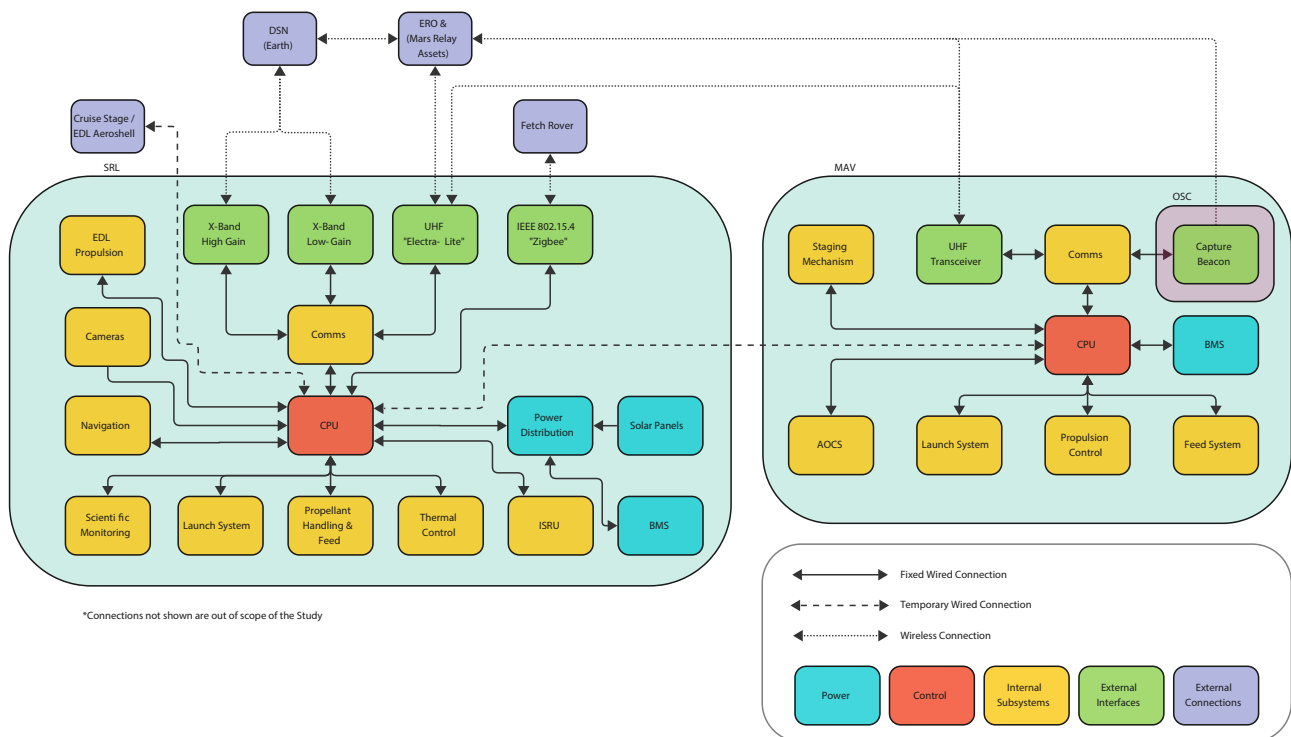 DSN
(Earth)
ERO &
(Mars Relay
Assets)
Cruise Stage /
EDL Aeroshell
Fetch Rover
SRL
MAV
OSC
EDL
Propulsion
X-Band
High Gain
X-Band
Low-Gain
UHF
"Electra- Lite"
IEEE 802.15.4
"Zigbee"
Staging
Mechanism
UHF
Transceiver
Comms
Capture
Beacon
Cameras
Comms
CPU
BMS
Navigation
CPU
Power
Distribution
Solar Panels
AOCS
Launch System
Propulsion
Control
Feed System
Scienti fic
Monitoring
Launch System
Propellant
Handling &
Feed
Thermal
Control
ISRU
BMS
*Connections not shown are out of scope of the Study
Fixed Wired Connection
Temporary Wired Connection
Wireless Connection
Power
Control
Internal
Subsystems
External
Interfaces
External
Connections